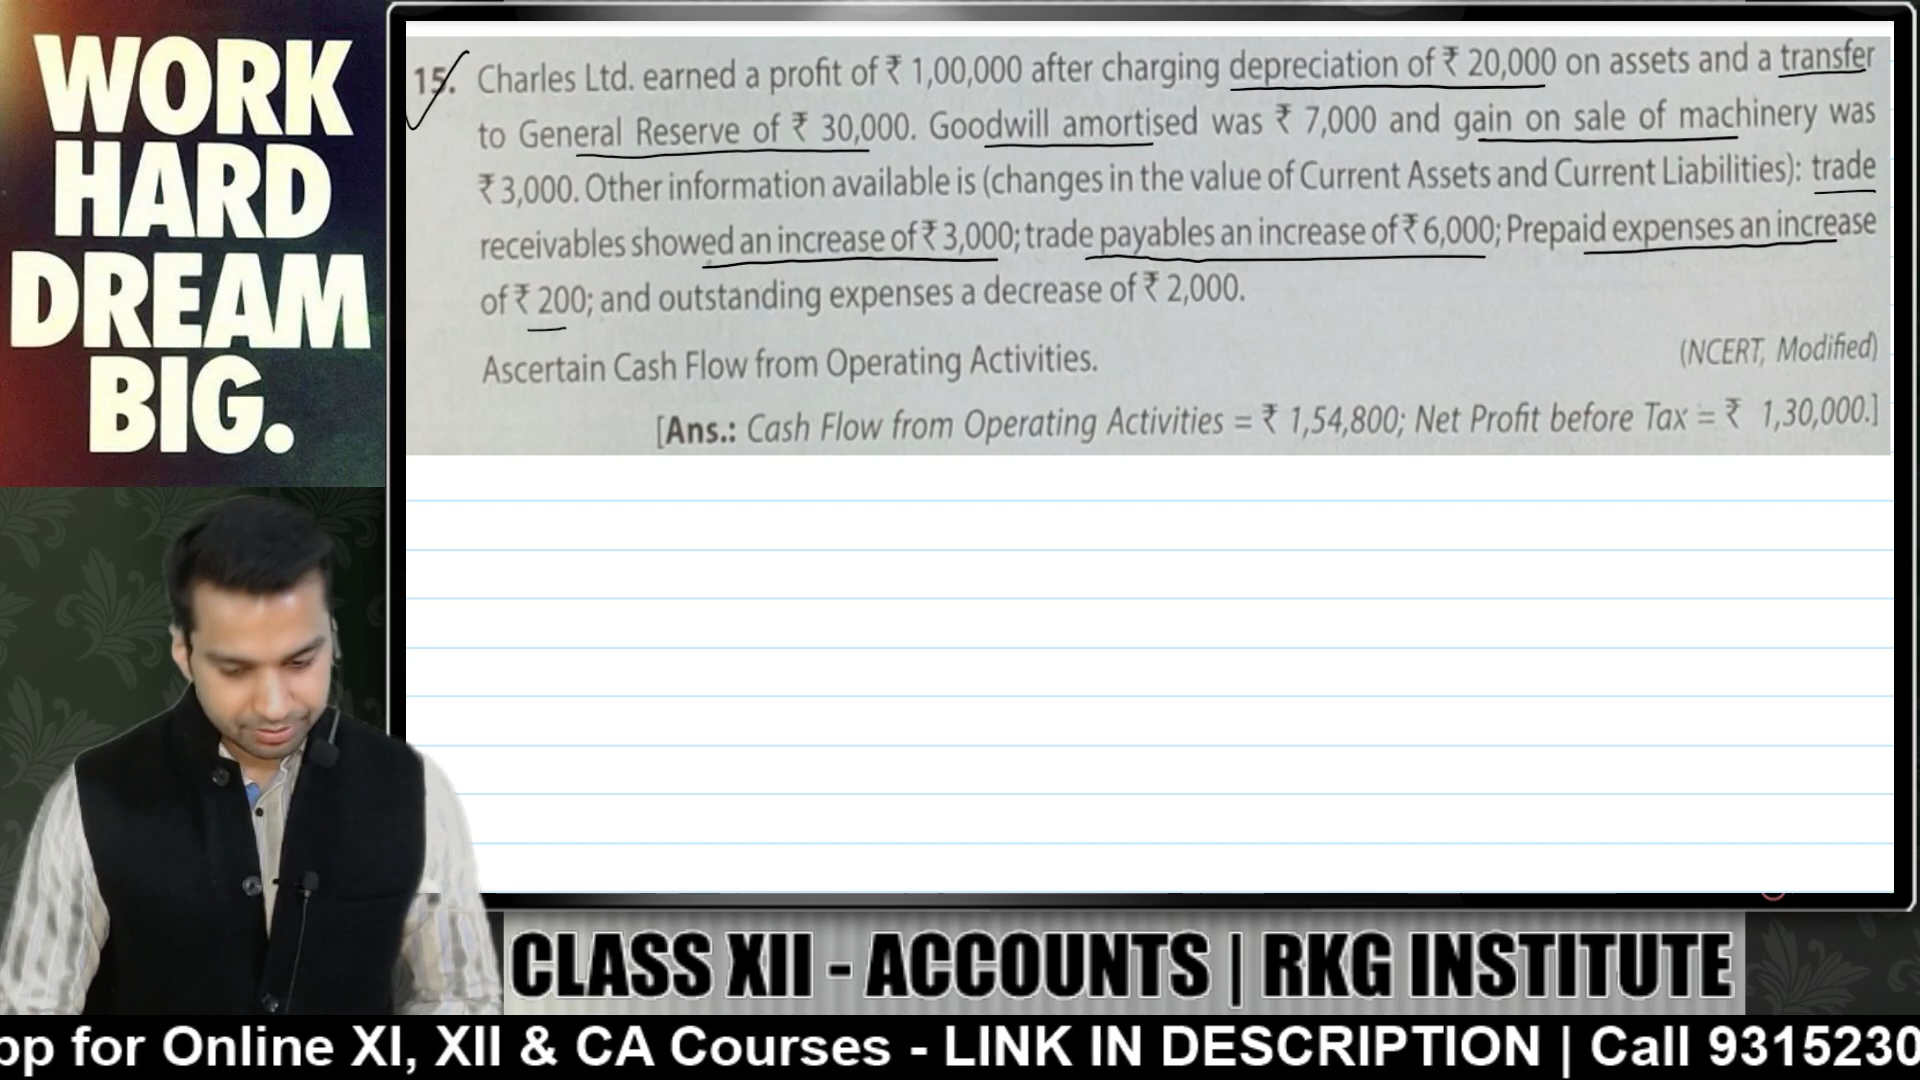 WORK
HARD
DREAM
BIG.
15. Charles Ltd. earned a profit of ₹ 1,00,000 after charging depreciation of ₹ 20,000 on assets and a transfer
to General Reserve of ₹ 30,000. Goodwill amortised was ₹ 7,000 and gain on sale of machinery was
₹ 3,000. Other information available is (changes in the value of Current Assets and Current Liabilities): trade
receivables showed an increase of ₹ 3,000; trade payables an increase of ₹ 6,000; Prepaid expenses an increase
of ₹ 200; and outstanding expenses a decrease of ₹ 2,000.
Ascertain Cash Flow from Operating Activities.
(NCERT, Modified)
[Ans.: Cash Flow from Operating Activities = ₹ 1,54,800; Net Profit before Tax = ₹ 1,30,000.]
CLASS XII - ACCOUNTS | RKG INSTITUTE
pp for Online XI, XII & CA Courses - LINK IN DESCRIPTION | Call 9315230